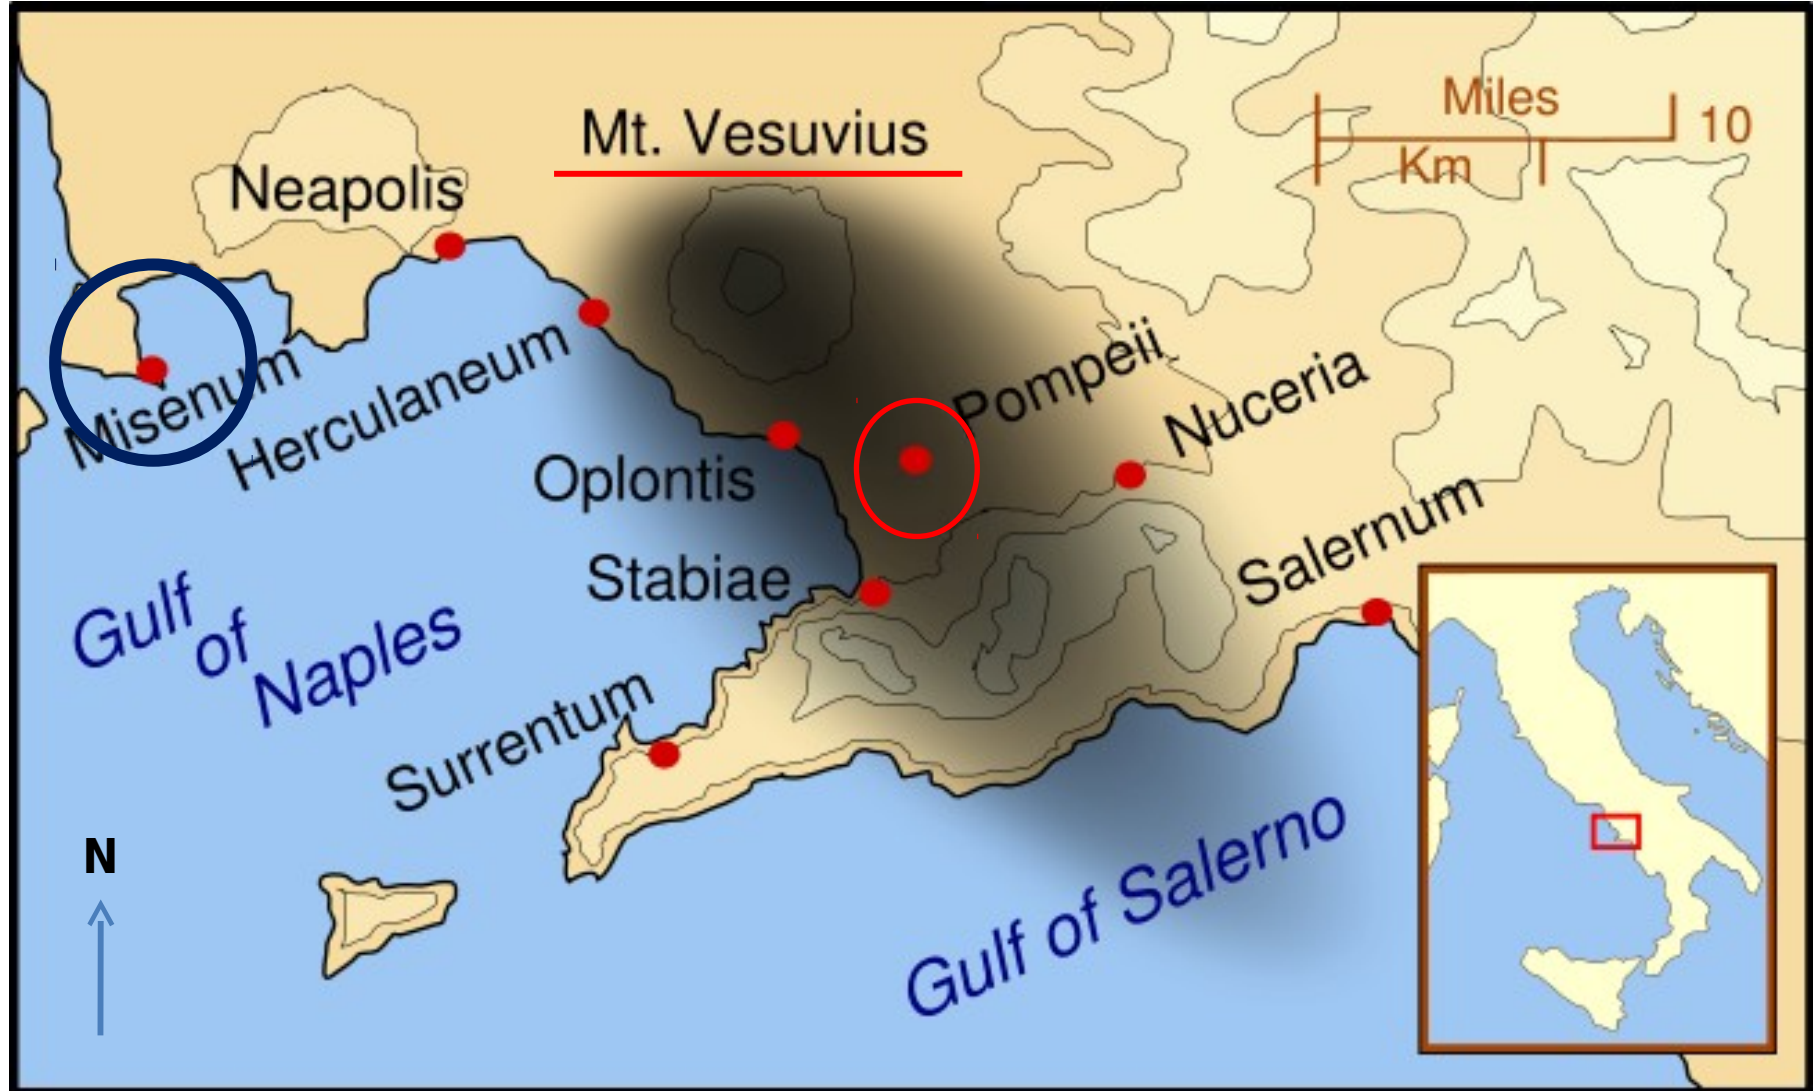 Mt. Vesuvius
Miles
10
Km
Neapolis
Misenum
Herculaneum
Pompeii
Nuceria
Oplontis
Stabiae
Salernum
Gulf
of
Naples
Surrentum
N
Gulf of Salerno